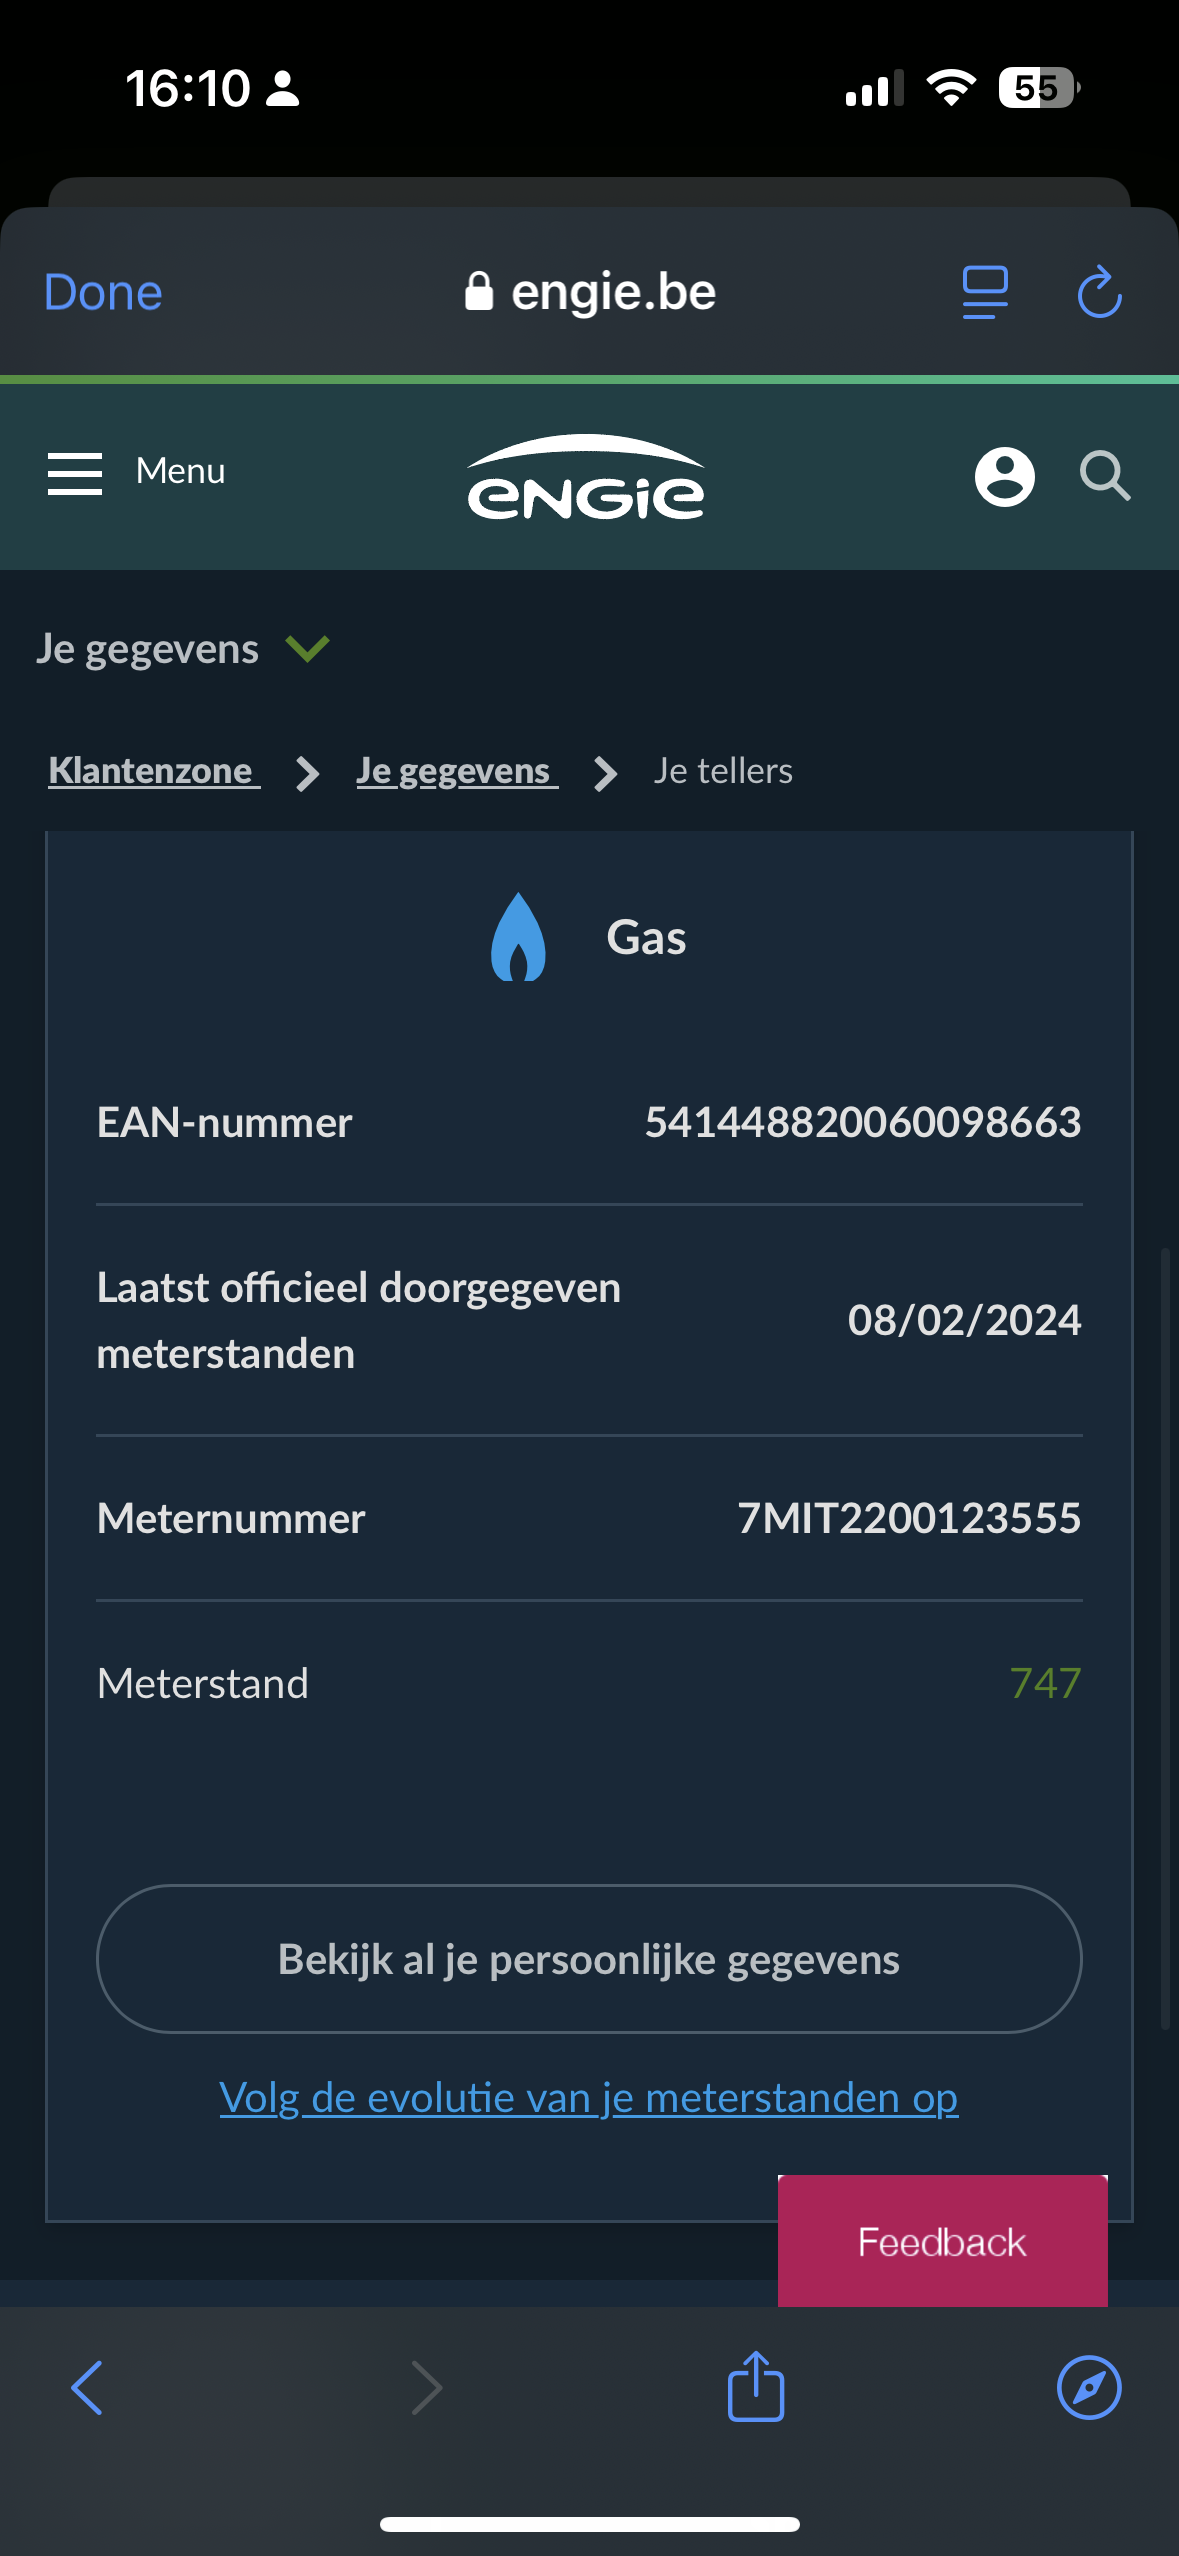 16:10
55
Done
engie.be
Menu
ENGIE
Je gegevens
Klantenzone
Je gegevens
Je tellers
Gas
EAN-nummer
541448820060098663
Laatst officieel doorgegeven
meterstanden
08/02/2024
Meternummer
7MIT2200123555
Meterstand
747
Bekijk al je persoonlijke gegevens
Volg de evolutie van je meterstanden op
Feedback